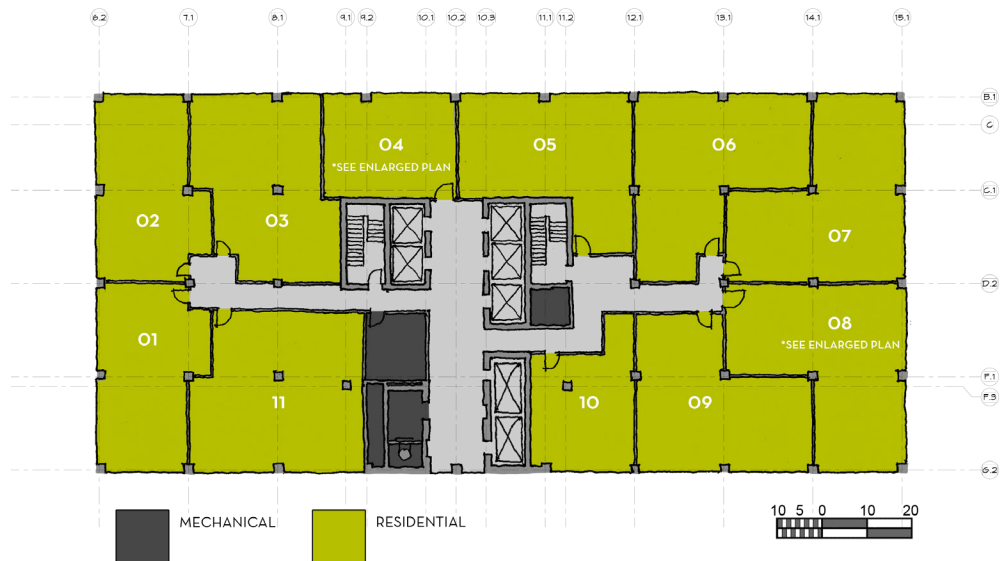 6.2 7.1 8.1 9.1 9.2 10.1 10.2 10.3 11.1 11.2 12.1 13.1 14.1 15.1
B.1
C
04
05
06
*SEE ENLARGED PLAN
C.1
02
03
07
D.2
08
01
*SEE ENLARGED PLAN
F.1
F.3
11
10
09
G.2
MECHANICAL
RESIDENTIAL
10 5 0 10 20